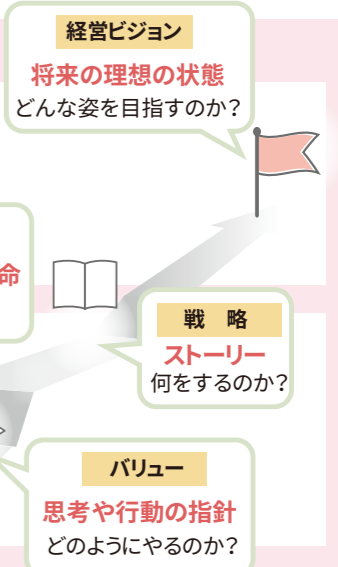 経営ビジョン
将来の理想の状態
どんな姿を目指すのか?
命
戦　略
ストーリー
何をするのか?
バリュー
思考や行動の指針
どのようにやるのか?